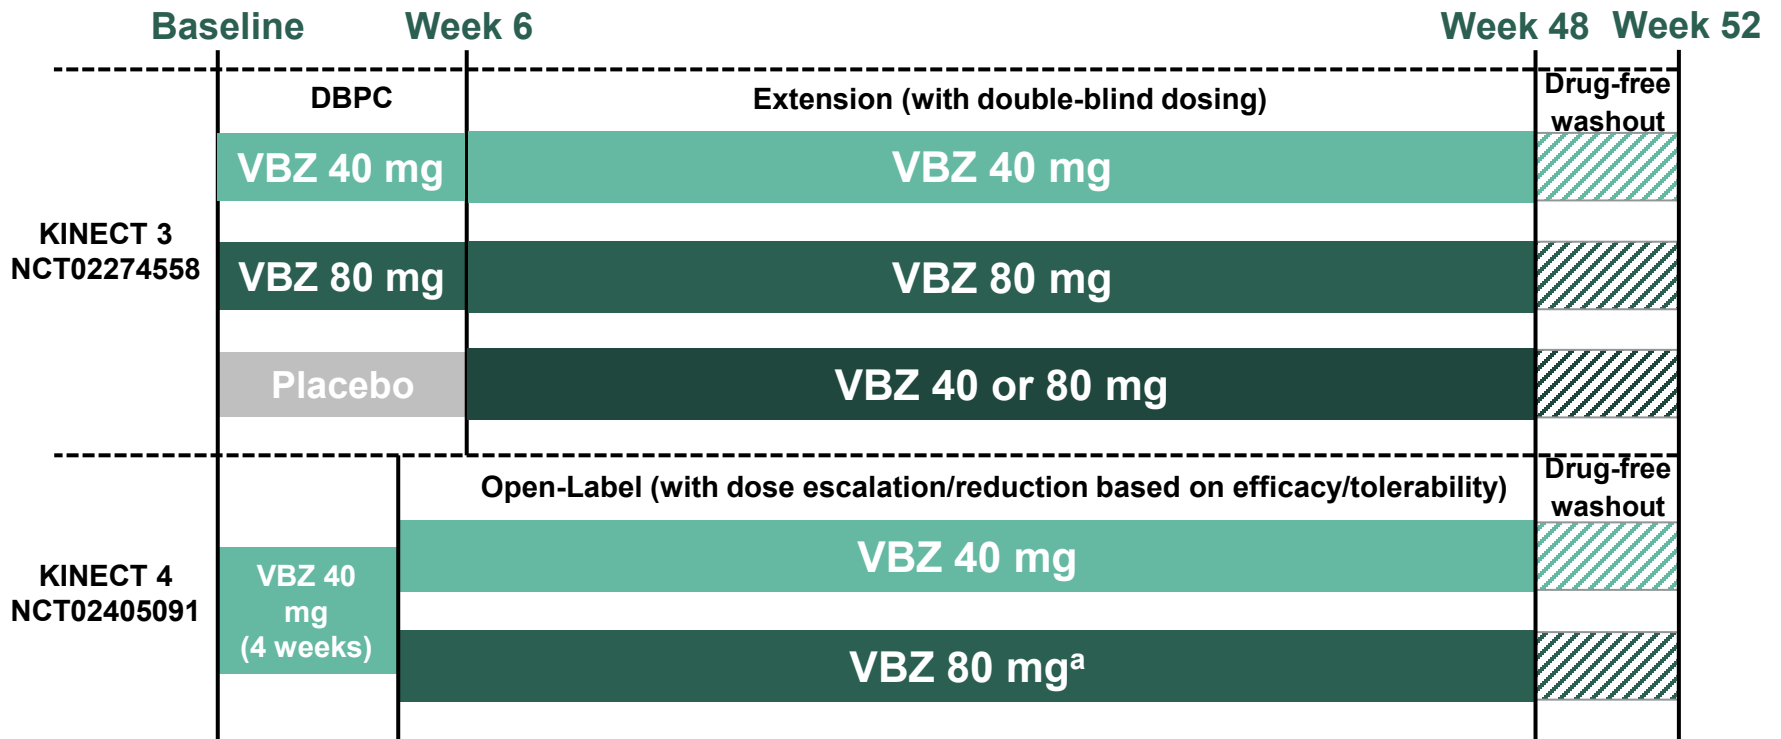 Baseline Week 6 Week 48 Week 52
DBPC Extension (with double-blind dosing) Drug-free
washout
VBZ 40 mg VBZ 40 mg
KINECT 3
NCT02274558
VBZ 80 mg VBZ 80 mg
Placebo VBZ 40 or 80 mg
Open-Label (with dose escalation/reduction based on efficacy/tolerability) Drug-free
washout
VBZ 40 mg
KINECT 4
NCT02405091
VBZ 40
mg
(4 weeks)
VBZ 80 mgᵃ